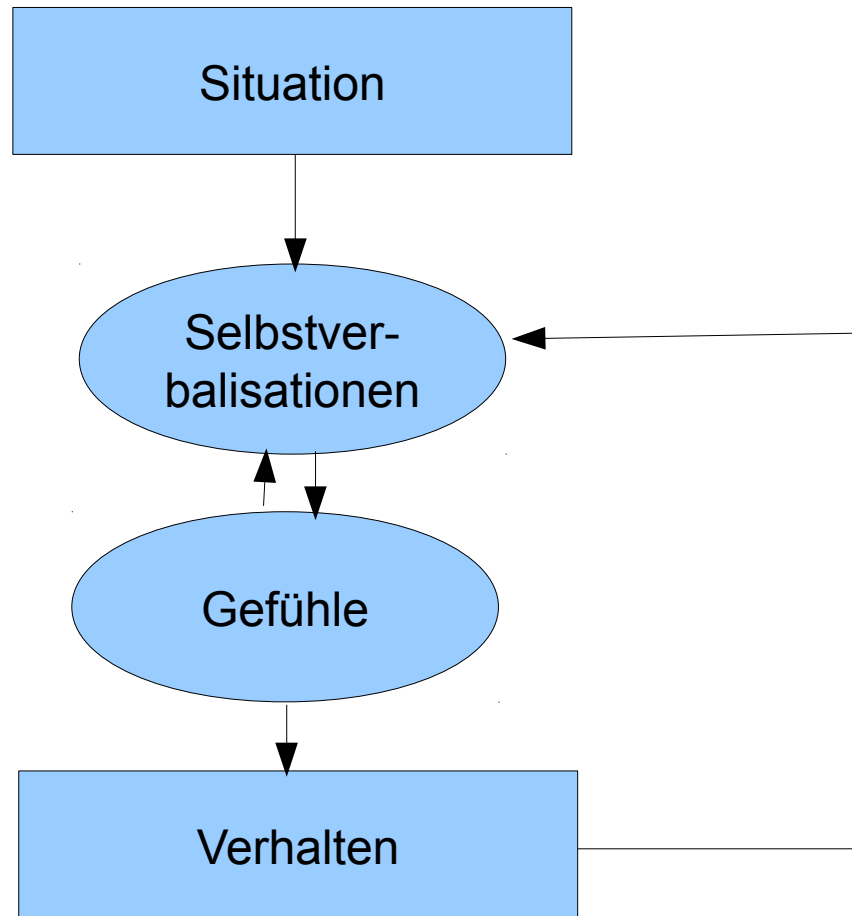 Situation
Selbstver-
balisationen
Gefühle
Verhalten